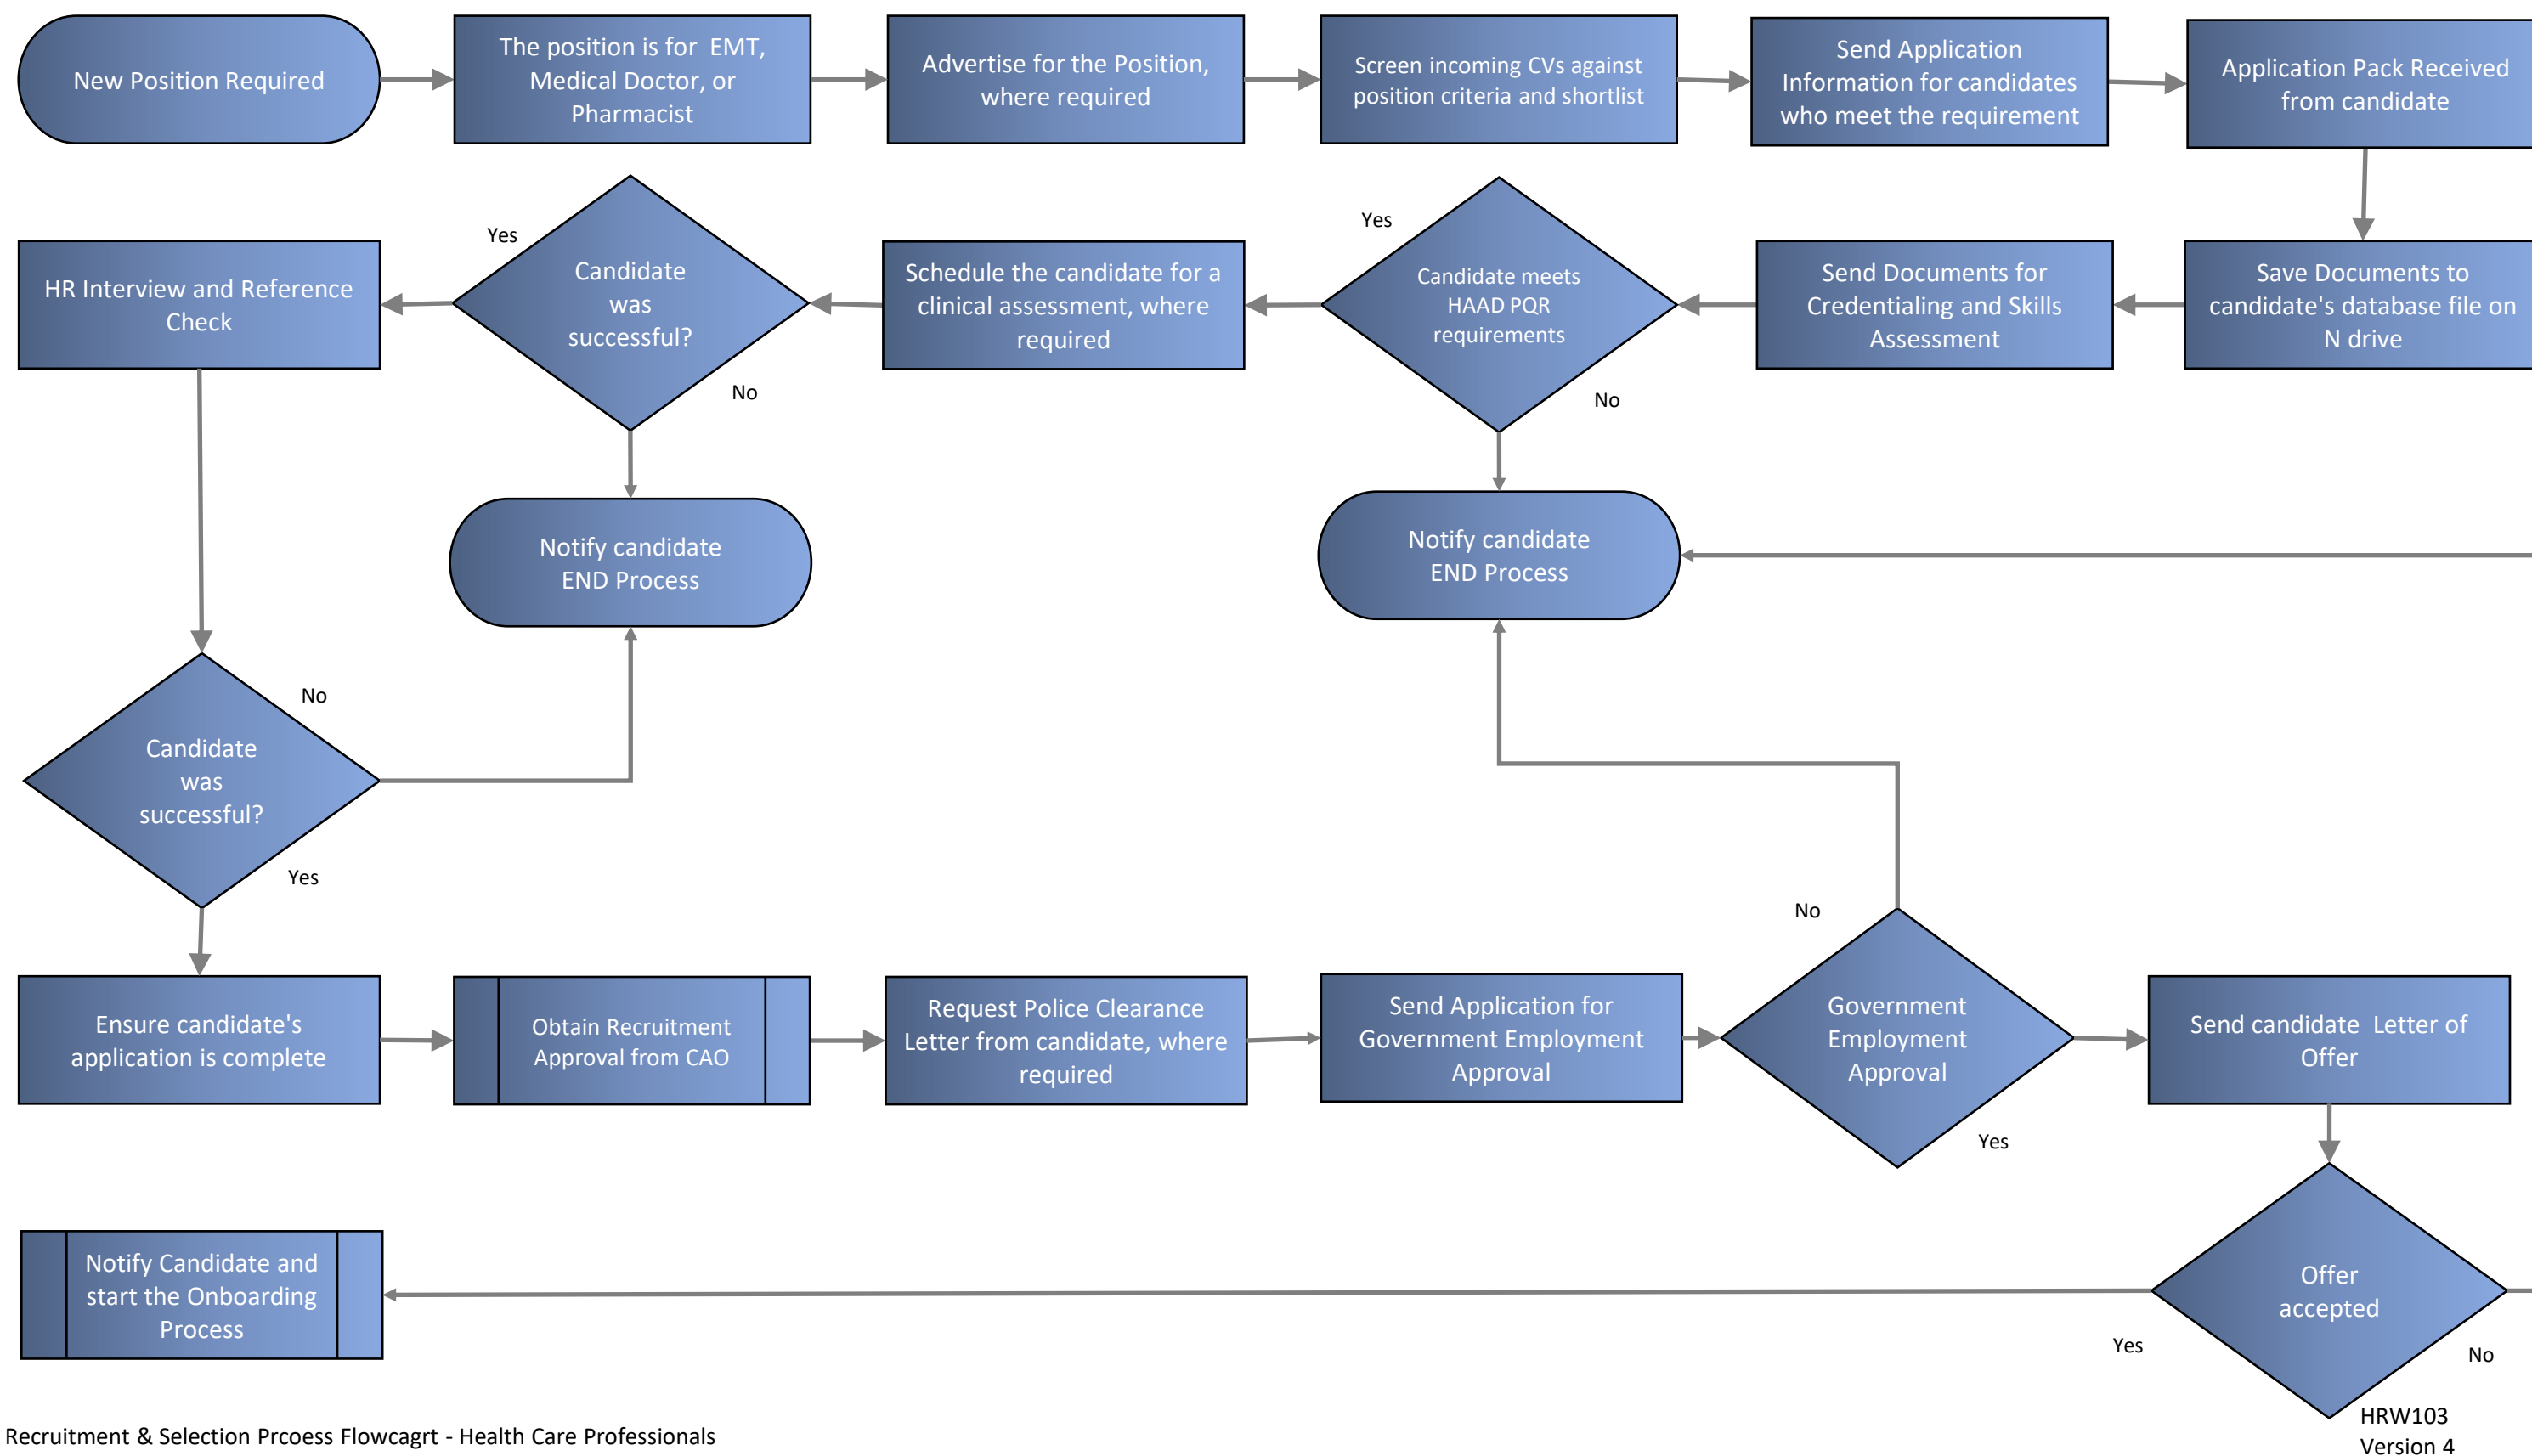 New Position Required
The position is for  EMT,
Medical Doctor, or
Pharmacist
Advertise for the Position,
where required
Screen incoming CVs against
position criteria and shortlist
Send Application
Information for candidates
who meet the requirement
Application Pack Received
from candidate
HR Interview and Reference
Check
Yes
Candidate
was
successful?
No
Schedule the candidate for a
clinical assessment, where
required
Yes
Candidate meets
HAAD PQR
requirements
No
Send Documents for
Credentialing and Skills
Assessment
Save Documents to
candidate's database file on
N drive
Notify candidate
END Process
Notify candidate
END Process
No
Candidate
was
successful?
Yes
Ensure candidate's
application is complete
Obtain Recruitment
Approval from CAO
Request Police Clearance
Letter from candidate, where
required
Send Application for
Government Employment
Approval
No
Government
Employment
Approval
Yes
Send candidate  Letter of
Offer
Notify Candidate and
start the Onboarding
Process
Offer
accepted
Yes
No
Recruitment & Selection Prcoess Flowcagrt - Health Care Professionals
HRW103
Version 4